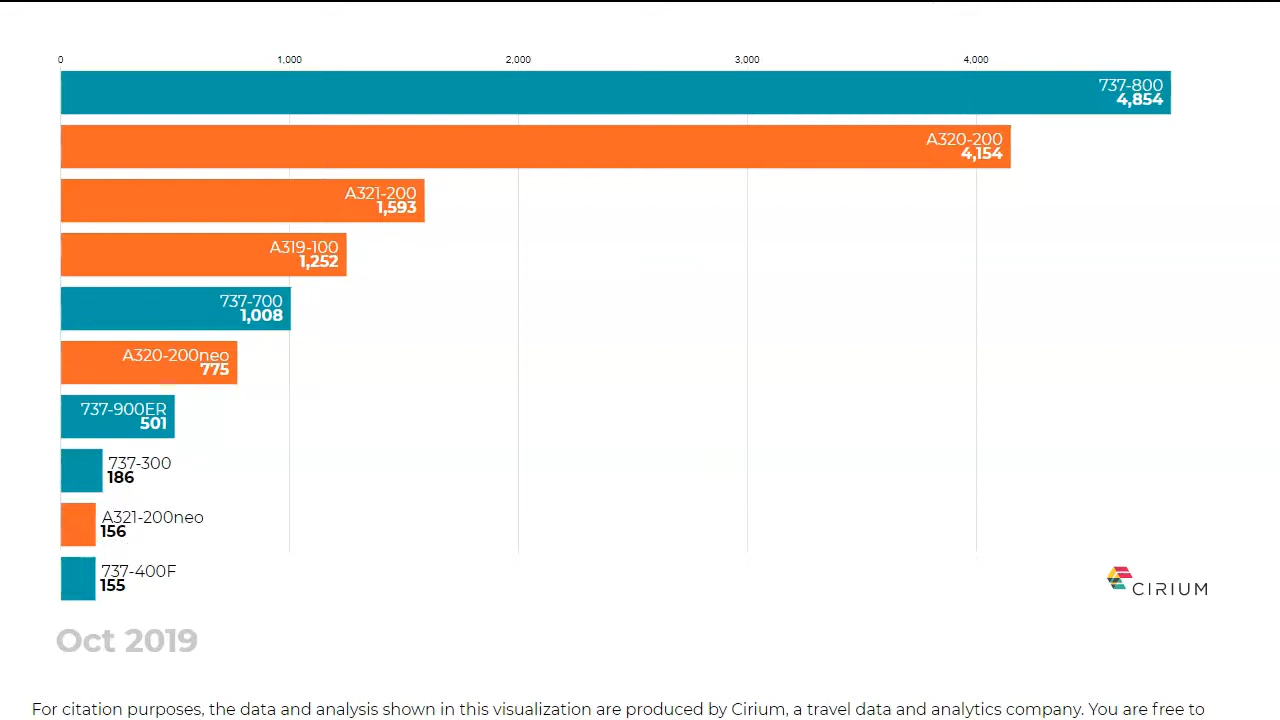 0 1,000 2,000 3,000 4,000
737-800
4,854
A320-200
4,154
A321-200
1,593
A319-100
1,252
737-700
1,008
A320-200neo
775
737-900ER
501
737-300
186
A321-200neo
156
737-400F
155
CIRIUM
Oct 2019
For citation purposes, the data and analysis shown in this visualization are produced by Cirium, a travel data and analytics company. You are free to